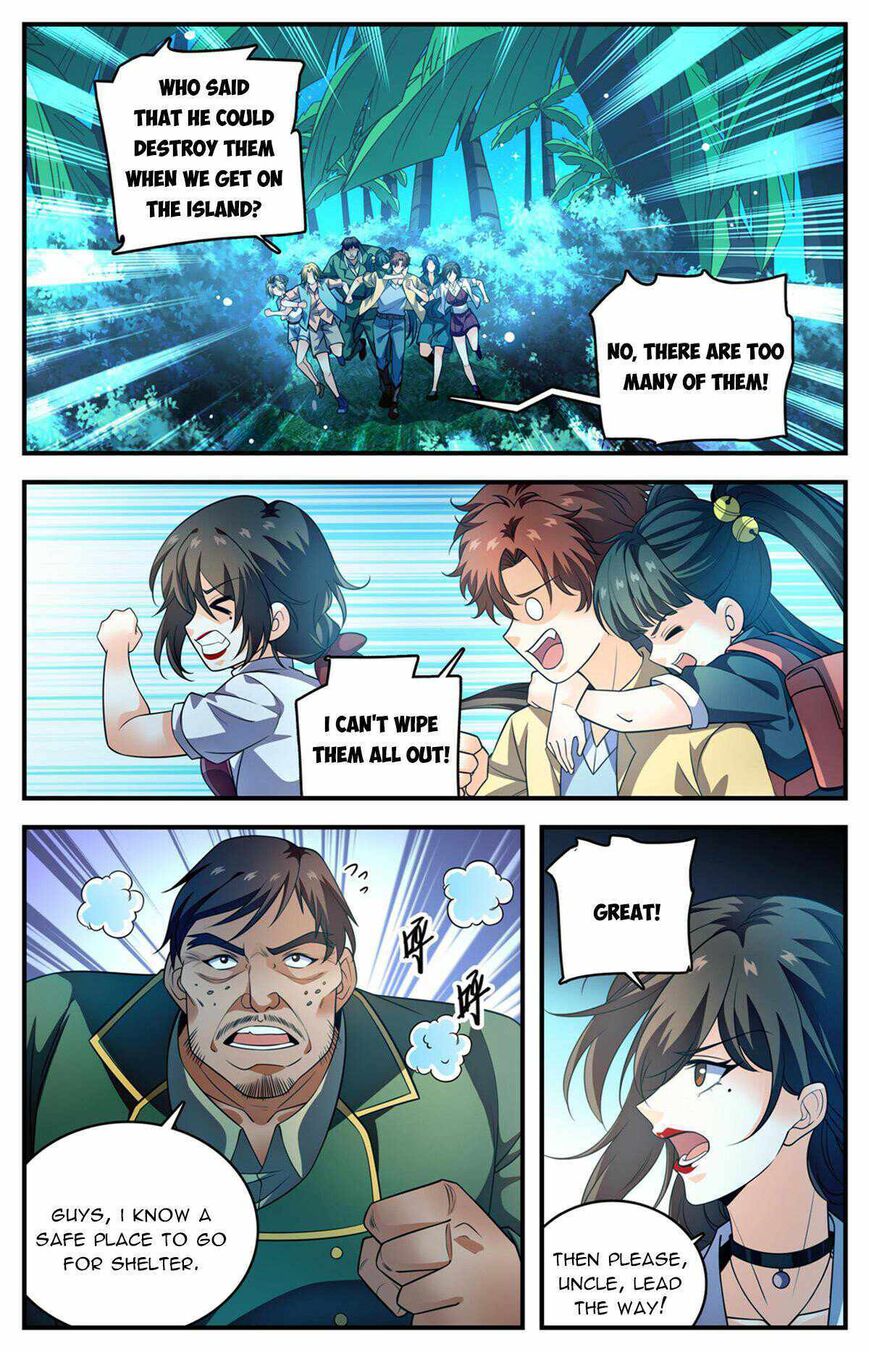 WHO SAID
THAT HE COULD
DESTROY THEM
WHEN WE GET ON
THE ISLAND?
NO, THERE ARE TOO
MANY OF THEM!
I CAN'T WIPE
THEM ALL OUT!
呼
呼
GUYS, I KNOW A
SAFE PLACE TO GO
FOR SHELTER.
GREAT!
THEN PLEASE,
UNCLE, LEAD
THE WAY!